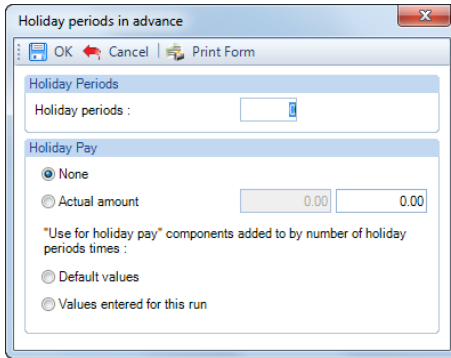 Holiday periods in advance
OK Cancel Print Form
Holiday Periods
Holiday periods : 0
Holiday Pay
None
Actual amount 0.00 0.00
"Use for holiday pay" components added to by number of holiday
periods times :
Default values
Values entered for this run